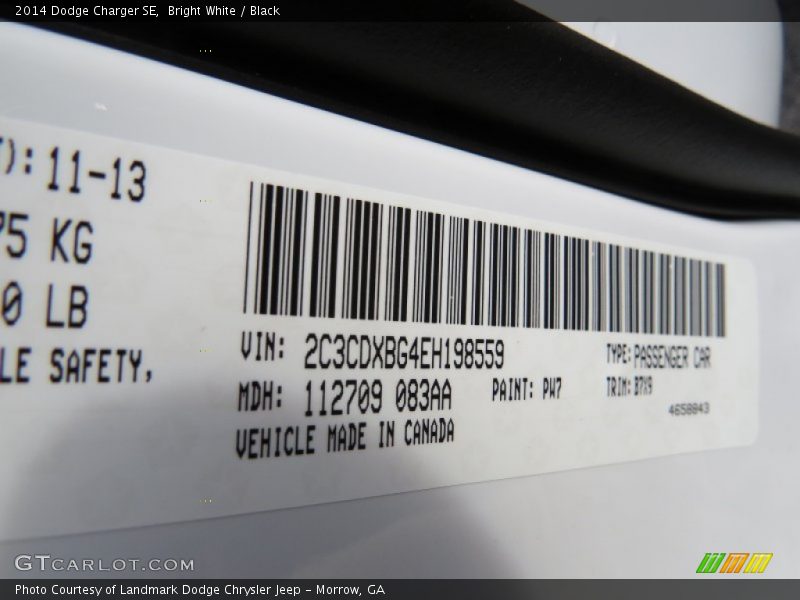 2014 Dodge Charger SE,  Bright White / Black
T): 11-13
75 KG
0 LB
LE SAFETY,
VIN: 2C3CDXBG4EH198559
TYPE: PASSENGER CAR
MDH: 112709 083AA
PAINT: PW7
TRIM: B7X9
4658843
VEHICLE MADE IN CANADA
GTCARLOT.COM
Photo Courtesy of Landmark Dodge Chrysler Jeep – Morrow, GA